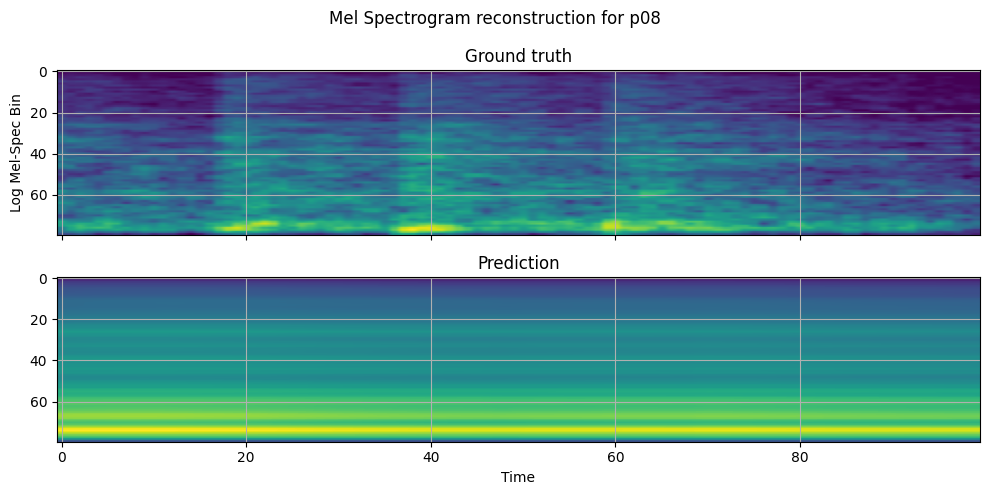 Mel Spectrogram reconstruction for p08
Ground truth
Log Mel-Spec Bin
0
20
40
60
Prediction
0
20
40
60
0 20 40 60 80
Time